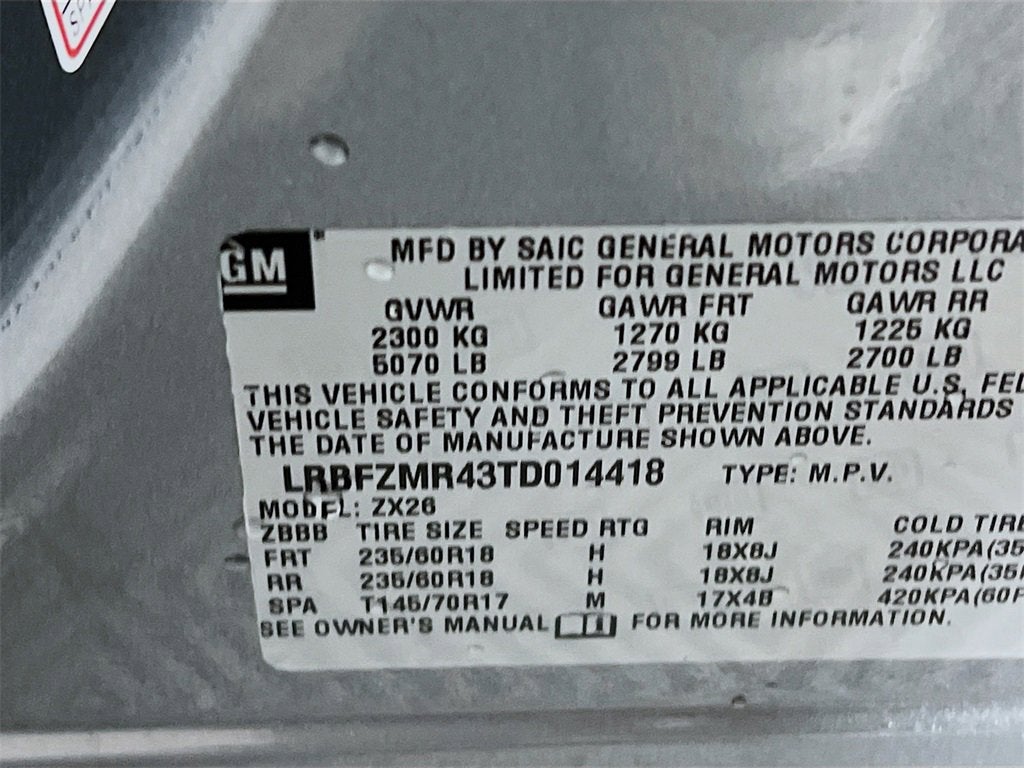 GM
MFD BY SAIC GENERAL MOTORS CORPORA
LIMITED FOR GENERAL MOTORS LLC
GVWR GAWR FRT GAWR RR
2300 KG 1270 KG 1225 KG
5070 LB 2799 LB 2700 LB
THIS VEHICLE CONFORMS TO ALL APPLICABLE U.S. FED
VEHICLE SAFETY AND THEFT PREVENTION STANDARDS
THE DATE OF MANUFACTURE SHOWN ABOVE.
LRBFZMR43TD014418 TYPE: M.P.V.
MODEL: ZX26
ZBBB TIRE SIZE SPEED RTG RIM COLD TIRE
FRT 235/60R18 H 18X8J 240KPA(35
RR 235/60R18 H 18X8J 240KPA(35
SPA T145/70R17 M 17X4B 420KPA(60P
SEE OWNER'S MANUAL FOR MORE INFORMATION.